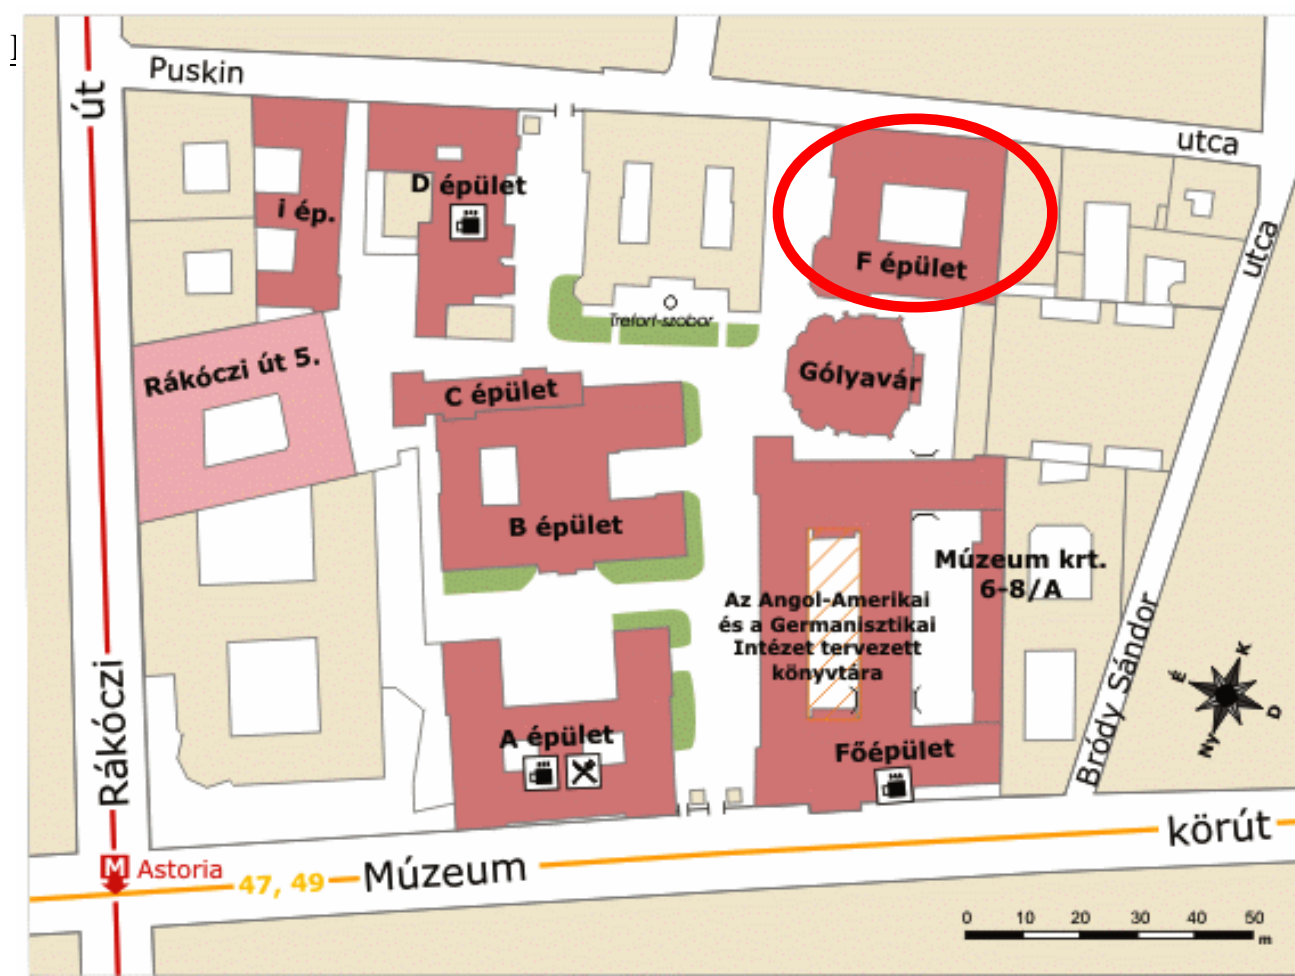 ]
Puskin
utca
út
D épület
i ép.
F épület
utca
Trefort-szobor
Rákóczi út 5.
C épület
Gólyavár
B épület
Múzeum krt.
6-8/A
Az Angol-Amerikai
és a Germanisztikai
Intézet tervezett
könyvtára
Rákóczi
Bródy Sándor
É
K
D
Ny
A épület
Főépület
M Astoria
47, 49
Múzeum
körút
0 10 20 30 40 50
m